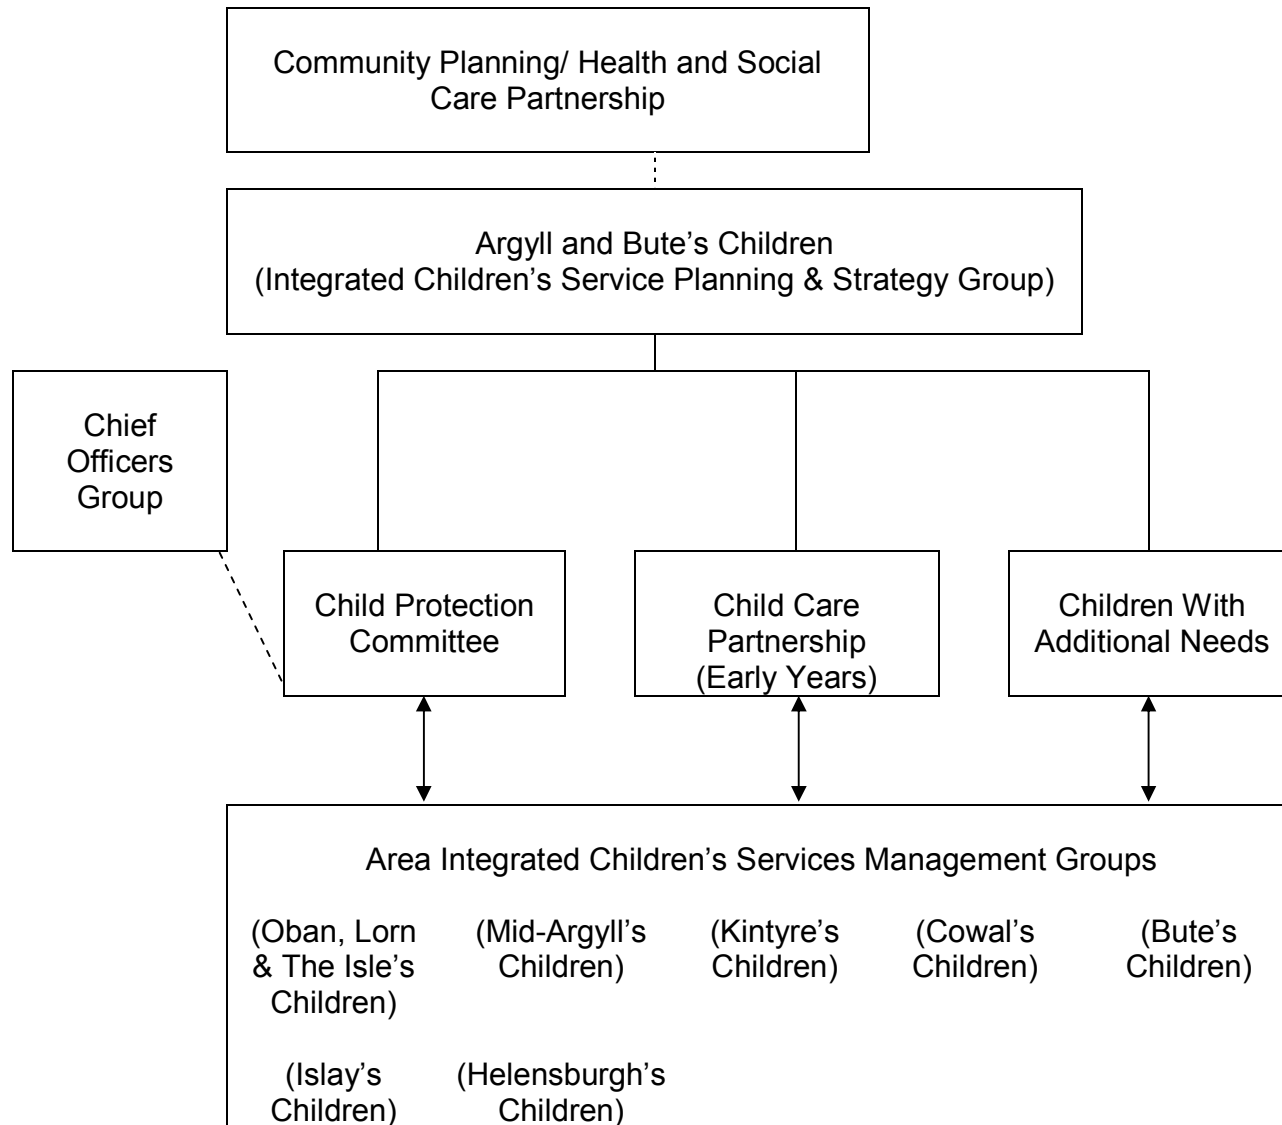 Community Planning/ Health and Social
Care Partnership
Argyll and Bute’s Children
(Integrated Children’s Service Planning & Strategy Group)
Chief
Officers
Group
Child Protection
Committee
Child Care
Partnership
(Early Years)
Children With
Additional Needs
Area Integrated Children’s Services Management Groups
(Oban, Lorn
& The Isle’s
Children)
(Mid-Argyll’s
Children)
(Kintyre’s
Children)
(Cowal’s
Children)
(Bute’s
Children)
(Islay’s
Children)
(Helensburgh’s
Children)